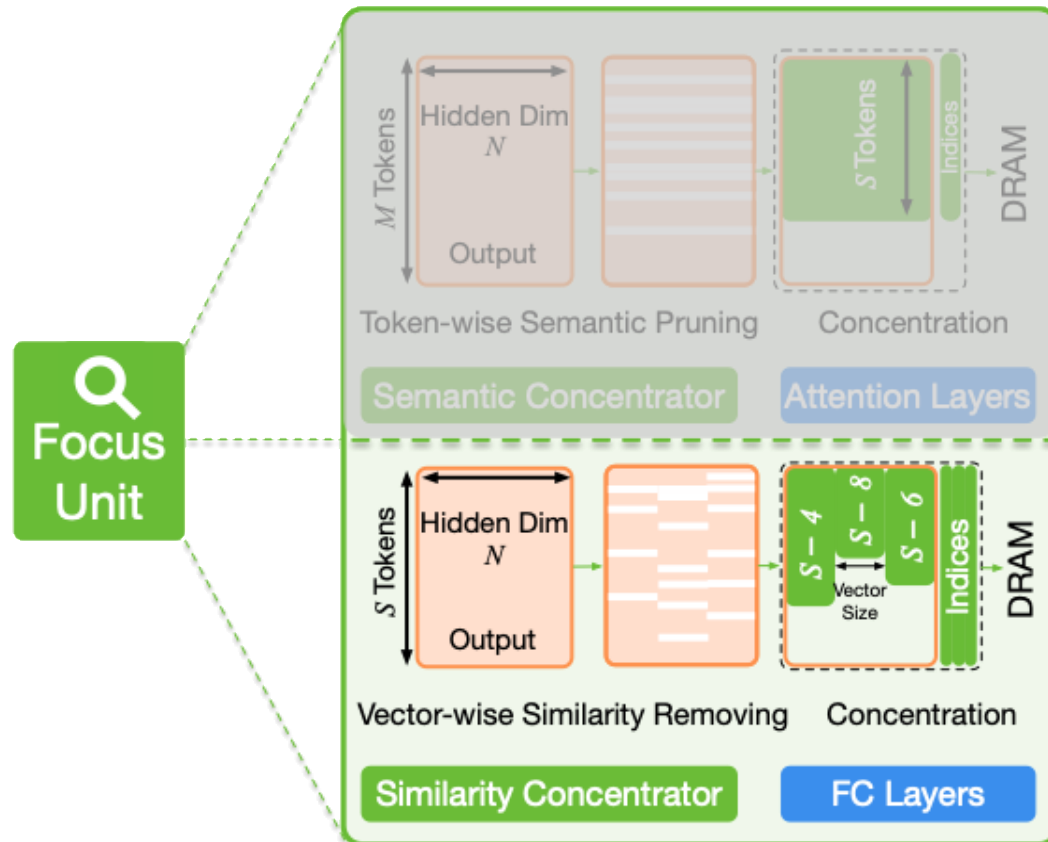 Focus
Unit
M Tokens
Hidden Dim
N
Output
S Tokens
Indices
DRAM
Token-wise Semantic Pruning
Concentration
Semantic Concentrator
Attention Layers
S Tokens
Hidden Dim
N
Output
S – 4
S – 8
S – 6
Vector
Size
Indices
DRAM
Vector-wise Similarity Removing
Concentration
Similarity Concentrator
FC Layers